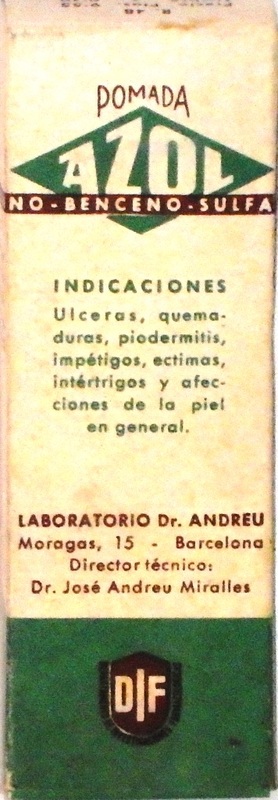 POMADA
AZOL
NO-BENCENO-SULFA
INDICACIONES
Ulceras, quema-
duras, piodermitis,
impétigos, ectimas,
intértrigos y afec-
ciones de la piel
en general.
LABORATORIO Dr. ANDREU
Moragas, 15 - Barcelona
Director técnico:
Dr. José Andreu Miralles
D|F